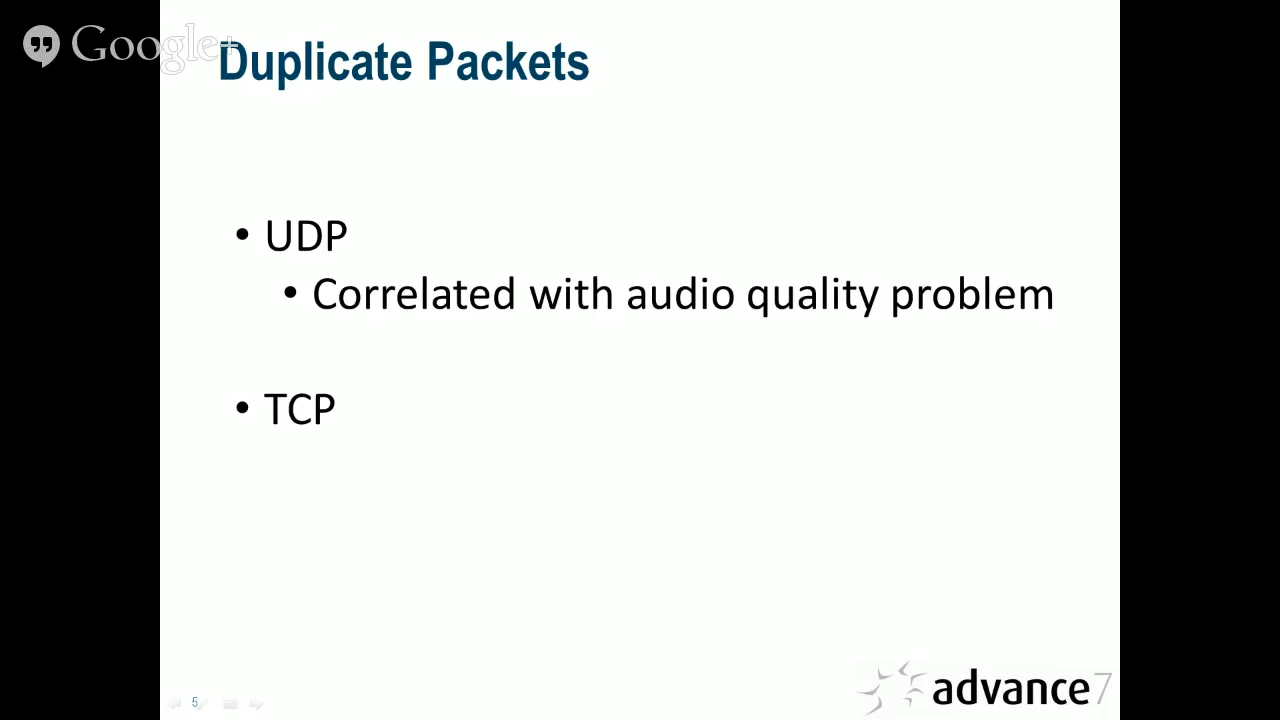 Google+
Duplicate Packets
• UDP
• Correlated with audio quality problem
• TCP
5
advance7